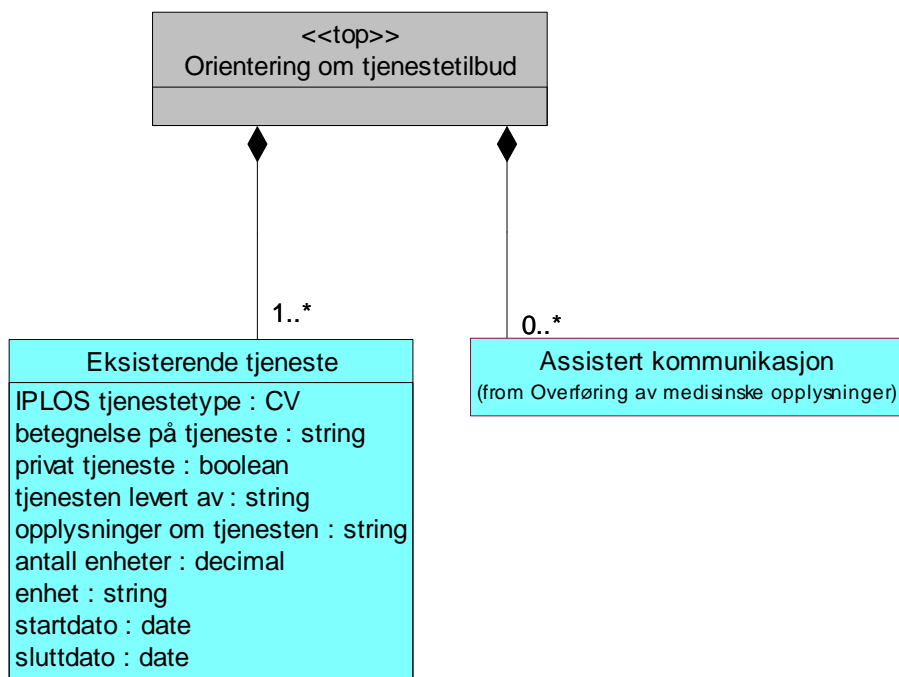 <<top>>
Orientering om tjenestetilbud
1..*
0..*
Eksisterende tjeneste
IPLOS tjenestetype : CV
betegnelse på tjeneste : string
privat tjeneste : boolean
tjenesten levert av : string
opplysninger om tjenesten : string
antall enheter : decimal
enhet : string
startdato : date
sluttdato : date
Assistert kommunikasjon
(from Overføring av medisinske opplysninger)